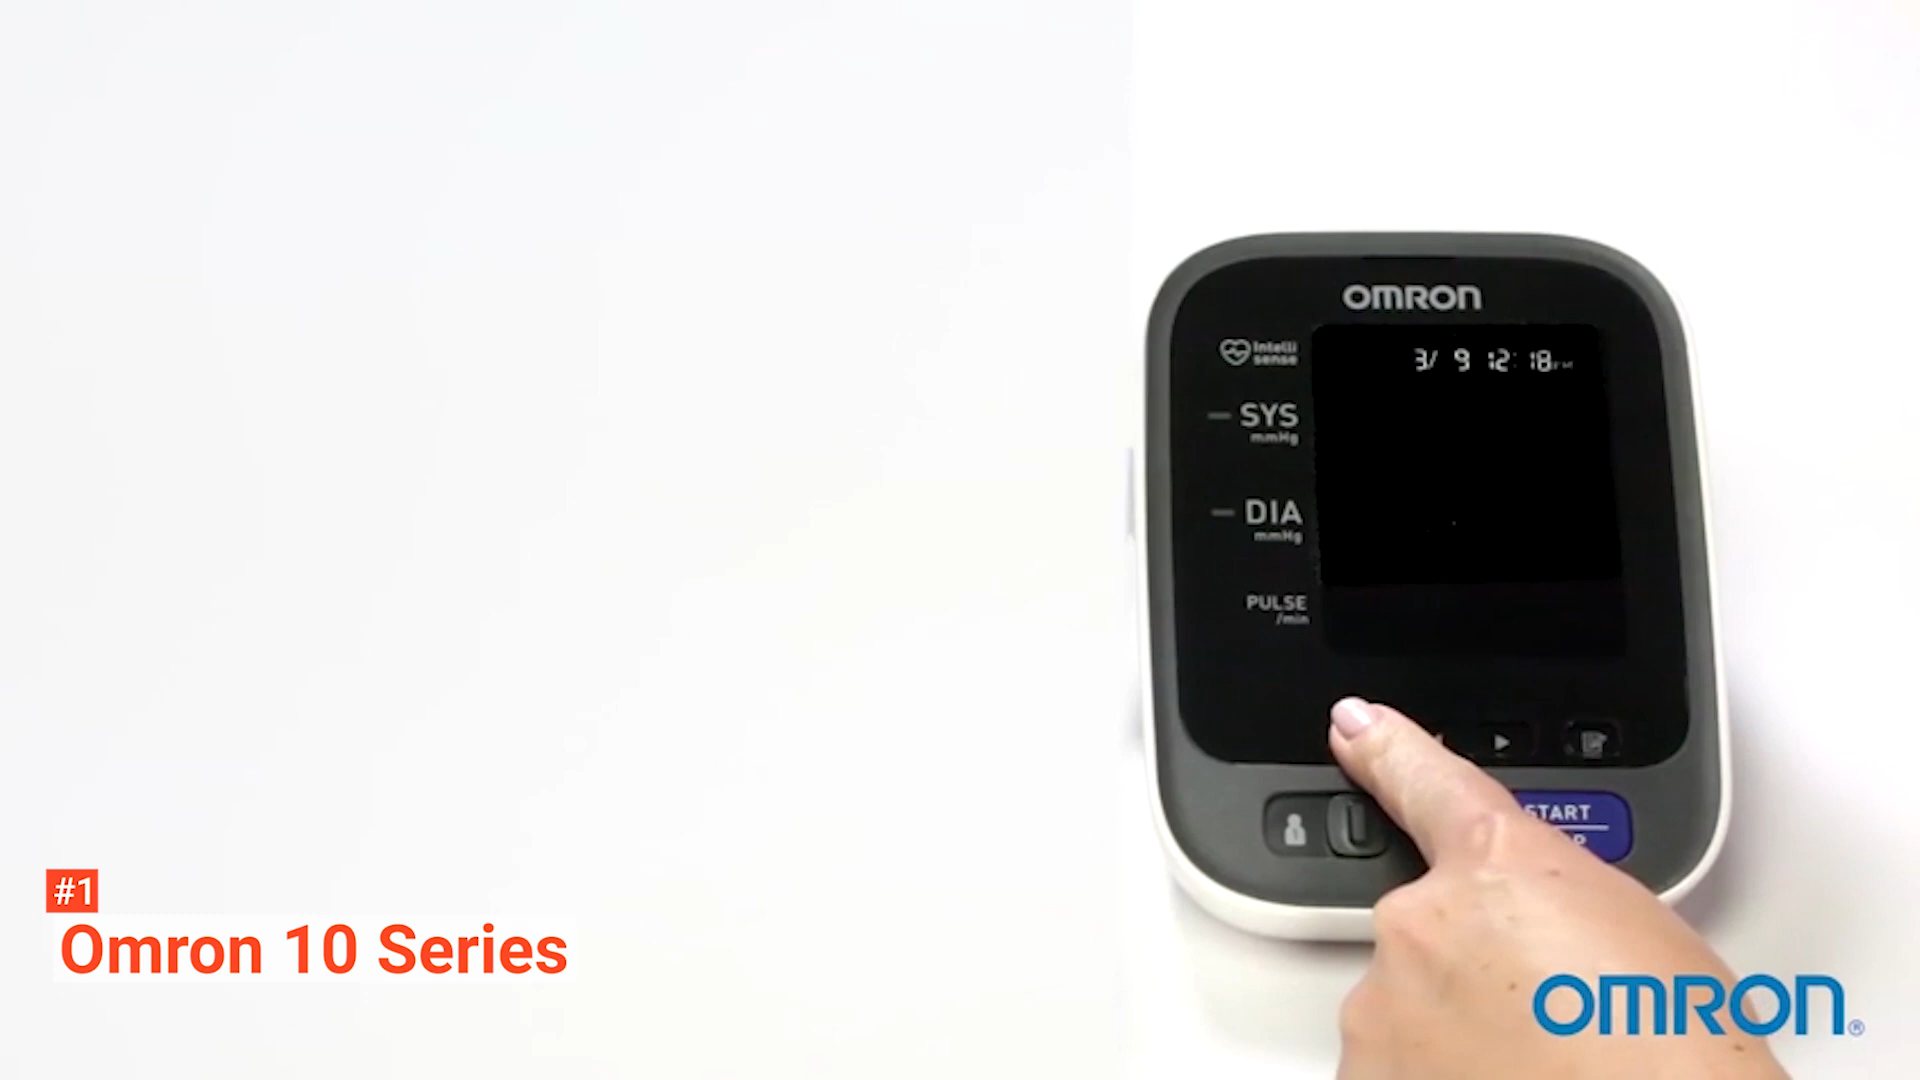 OMRON
Intelli
sense
3/ 9 12:18
SYS
mmHg
DIA
mmHg
PULSE
/min
START
#1
Omron 10 Series
OMRON®